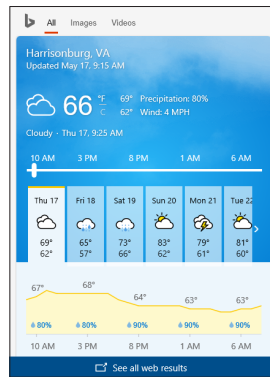 All Images Videos
Harrisonburg, VA
Updated May 17, 9:15 AM
66 °F 69° Precipitation: 80%
C 62° Wind: 4 MPH
Cloudy · Thu 17, 9:25 AM
10 AM 3 PM 8 PM 1 AM 6 AM
Thu 17 Fri 18 Sat 19 Sun 20 Mon 21 Tue 22
69° 65° 73° 83° 79° 81°
62° 57° 66° 62° 61° 60°
67° 68° 64° 63° 63°
80% 80% 90% 90% 90%
10 AM 3 PM 8 PM 1 AM 6 AM
See all web results